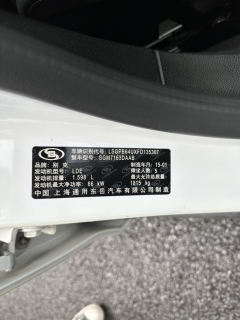 车辆识别代号：LSGPB64UXFD135307
整车型号：SGM7163DAAB
品牌：别克
制造年月：15-01
发动机型号：LDE
乘坐人数：5
发动机排量：1.598 L
最大允许总质量：
发动机最大净功率：86 kW
1815 kg
中国上海通用东岳汽车有限公司制造